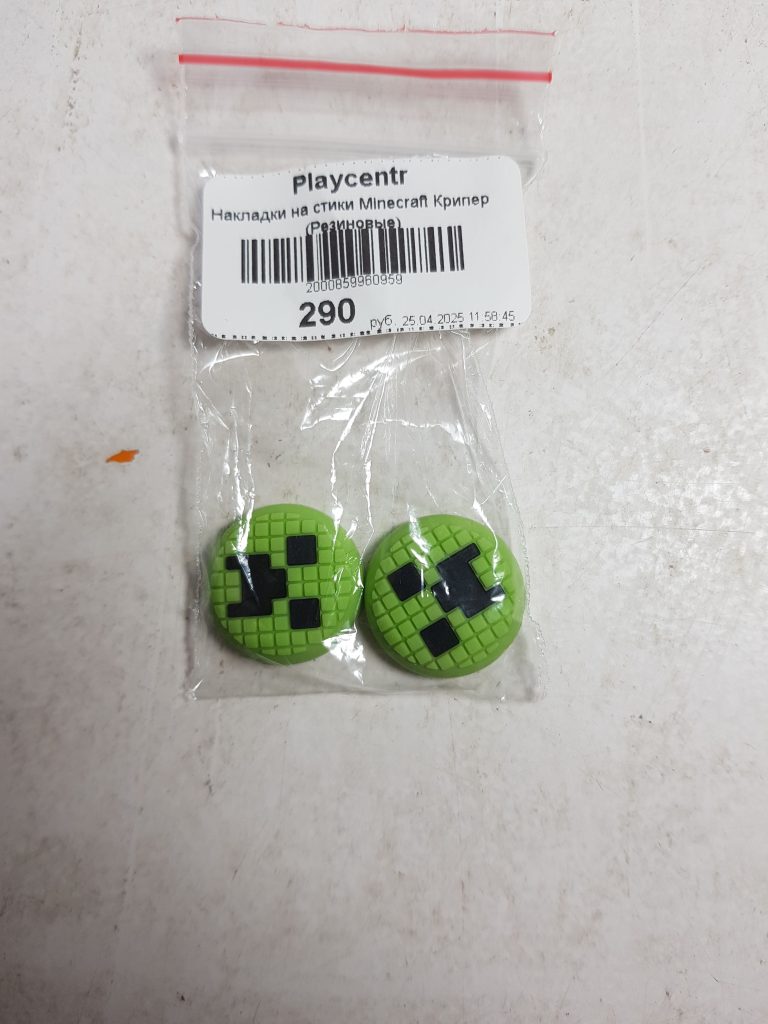 Playcentr
Накладки на стики Minecraft Крипер
(Резиновые)
2000859960959
290 руб. 25.04.2025 11:58:45